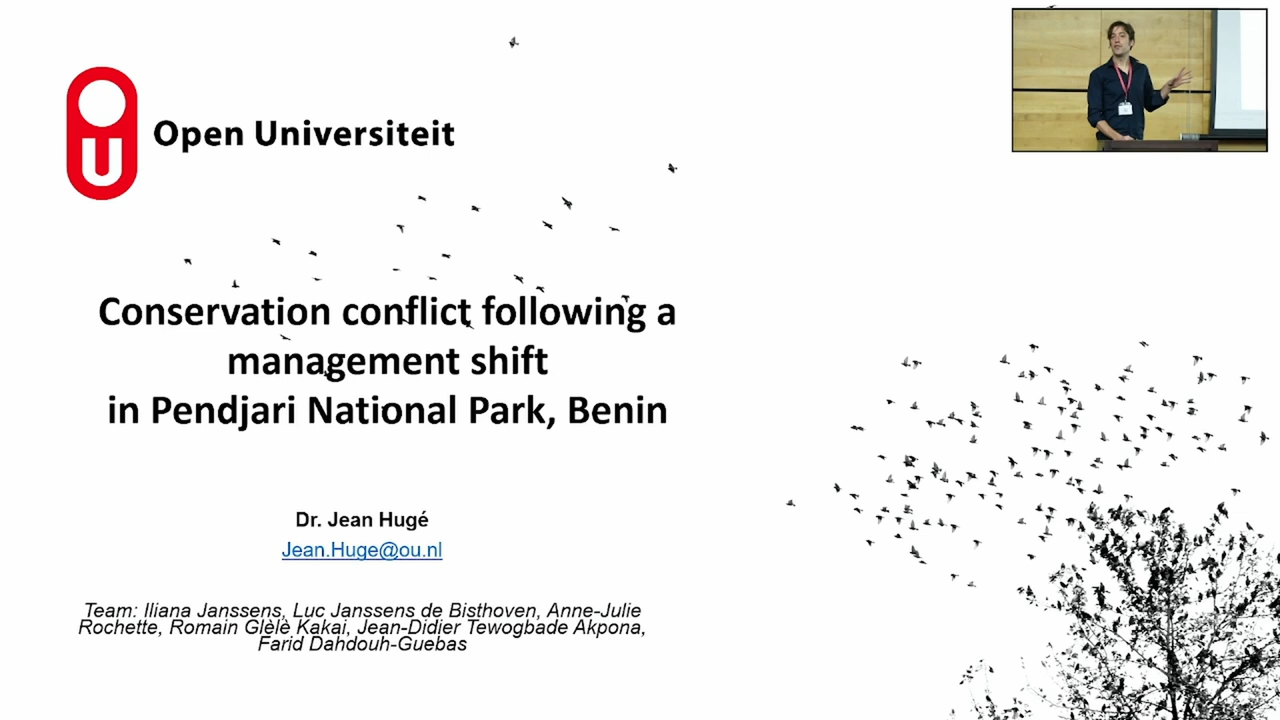 Open Universiteit
Conservation conflict following a
management shift
in Pendjari National Park, Benin
Dr. Jean Hugé
Jean.Huge@ou.nl
Team: Iliana Janssens, Luc Janssens de Bisthoven, Anne-Julie
Rochette, Romain Glèlè Kakaï, Jean-Didier Tewogbade Akpona,
Farid Dahdouh-Guebas